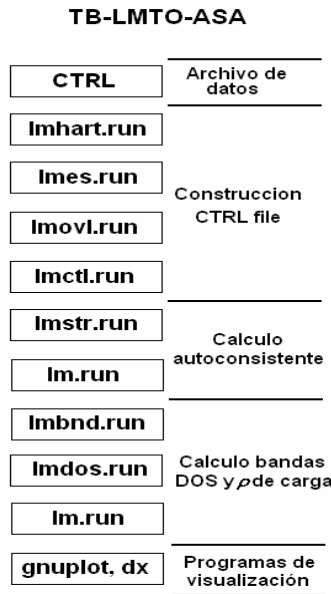 TB-LMTO-ASA
CTRL
Archivo de
datos
lmhart.run
lmes.run
lmovl.run
lmctl.run
Construccion
CTRL file
lmstr.run
lm.run
Calculo
autoconsistente
lmbnd.run
lmdos.run
lm.run
Calculo bandas
DOS y ρ de carga
gnuplot, dx
Programas de
visualización